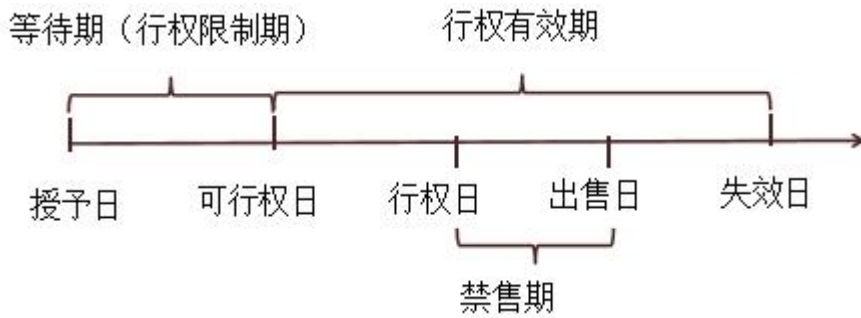 等待期（行权限制期）
行权有效期
授予日
可行权日
行权日
出售日
失效日
禁售期